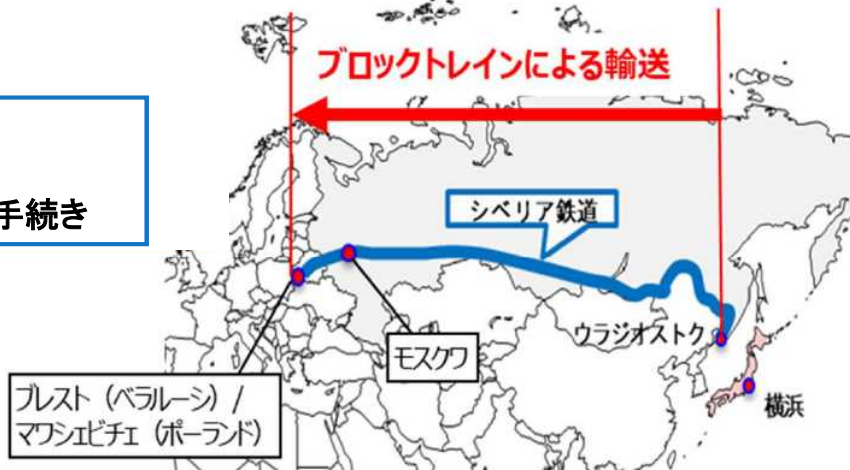 ブロックトレインによる輸送
手続き
シベリア鉄道
ウラジオストク
モスクワ
ブレスト（ベラルーシ）/
マワシェビチェ（ポーランド）
横浜